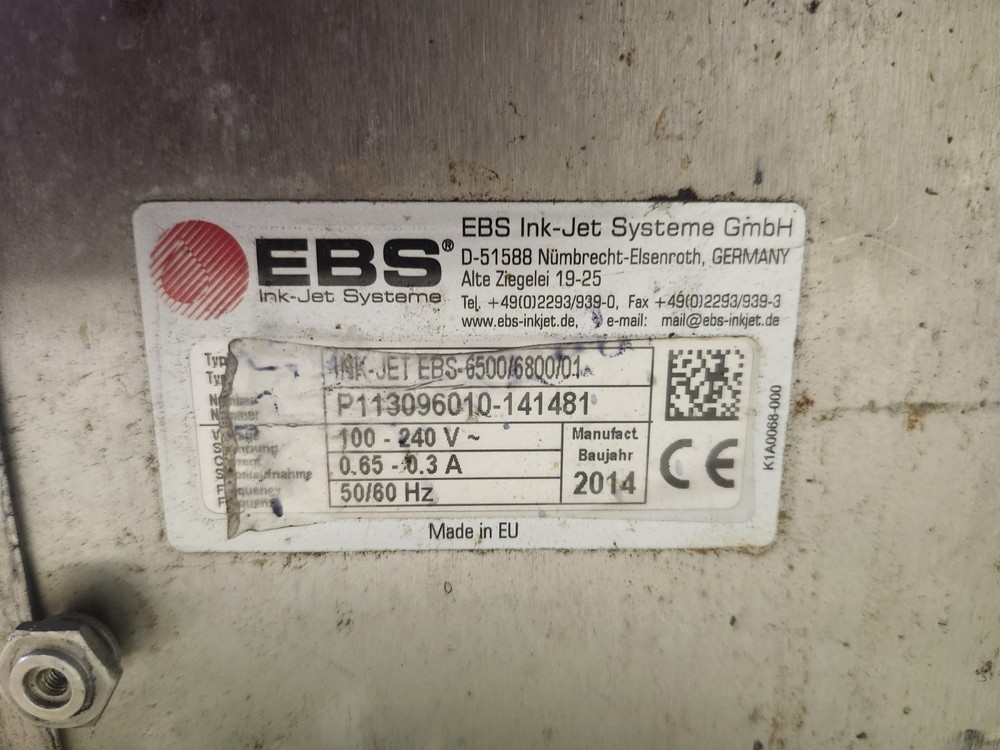 EBS®
Ink-Jet Systeme
EBS Ink-Jet Systeme GmbH
D-51588 Nümbrecht-Elsenroth, GERMANY
Alte Ziegelei 19-25
Tel. +49(0)2293/939-0, Fax +49(0)2293/939-3
www.ebs-inkjet.de, e-mail: mail@ebs-inkjet.de
INK-JET EBS-6500/6800/01
Nummer P113096010-141481
100 - 240 V ~
0.65 - 0.3 A
50/60 Hz
Manufact.
Baujahr
2014
CE
K1A0068-000
Made in EU